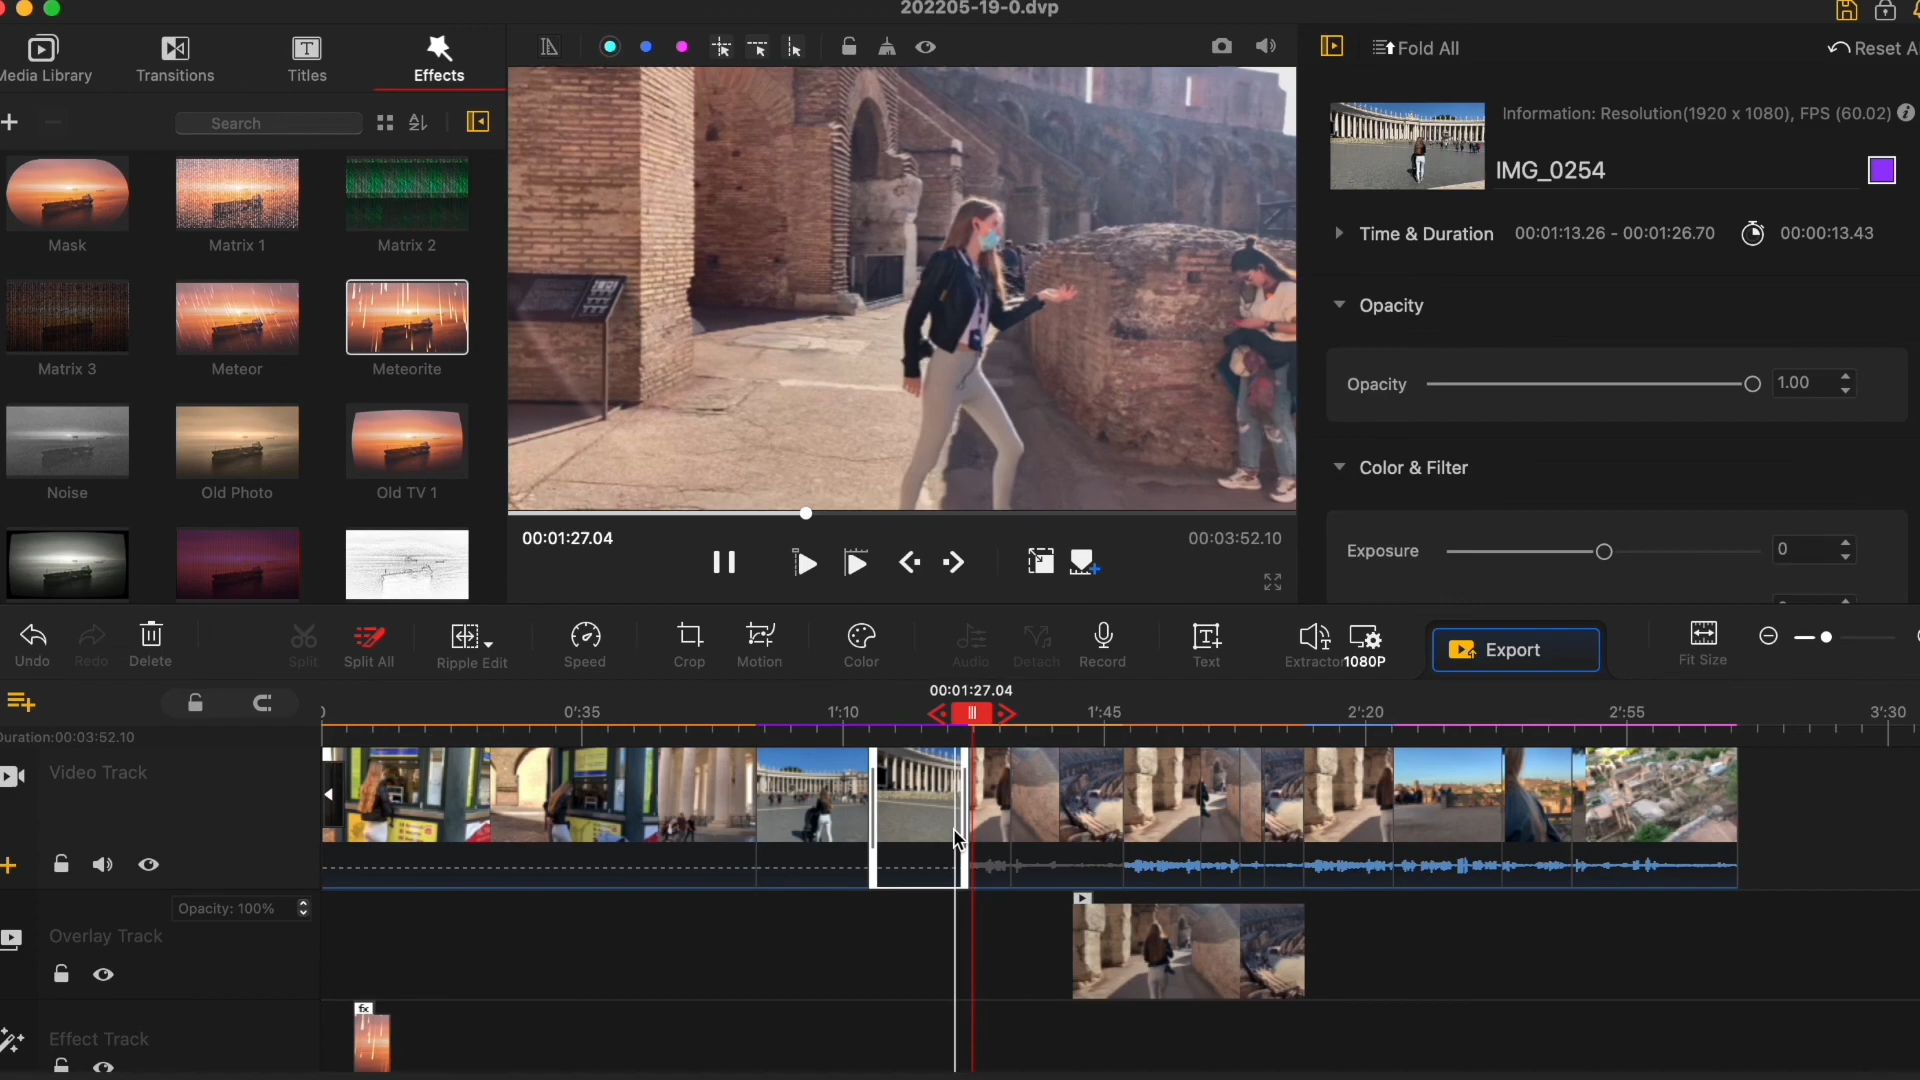 202205-19-0.dvp
Media Library
Transitions
Titles
Effects
Fold All
Reset A
Search
Information: Resolution(1920 x 1080), FPS (60.02)
IMG_0254
Mask
Matrix 1
Matrix 2
Time & Duration 00:01:13.26 - 00:01:26.70 00:00:13.43
Opacity
Matrix 3
Meteor
Meteorite
Opacity 1.00
Color & Filter
Noise
Old Photo
Old TV 1
00:01:27.04
00:03:52.10
Exposure 0
Undo
Redo
Delete
Split
Split All
Ripple Edit
Speed
Crop
Motion
Color
Audio
Detach
Record
Text
Extractor
1080P
Export
Fit Size
00:01:27.04
0'35
1'10
1'45
2'20
2'55
3'30
Duration:00:03:52.10
Video Track
Opacity: 100%
Overlay Track
fx
Effect Track